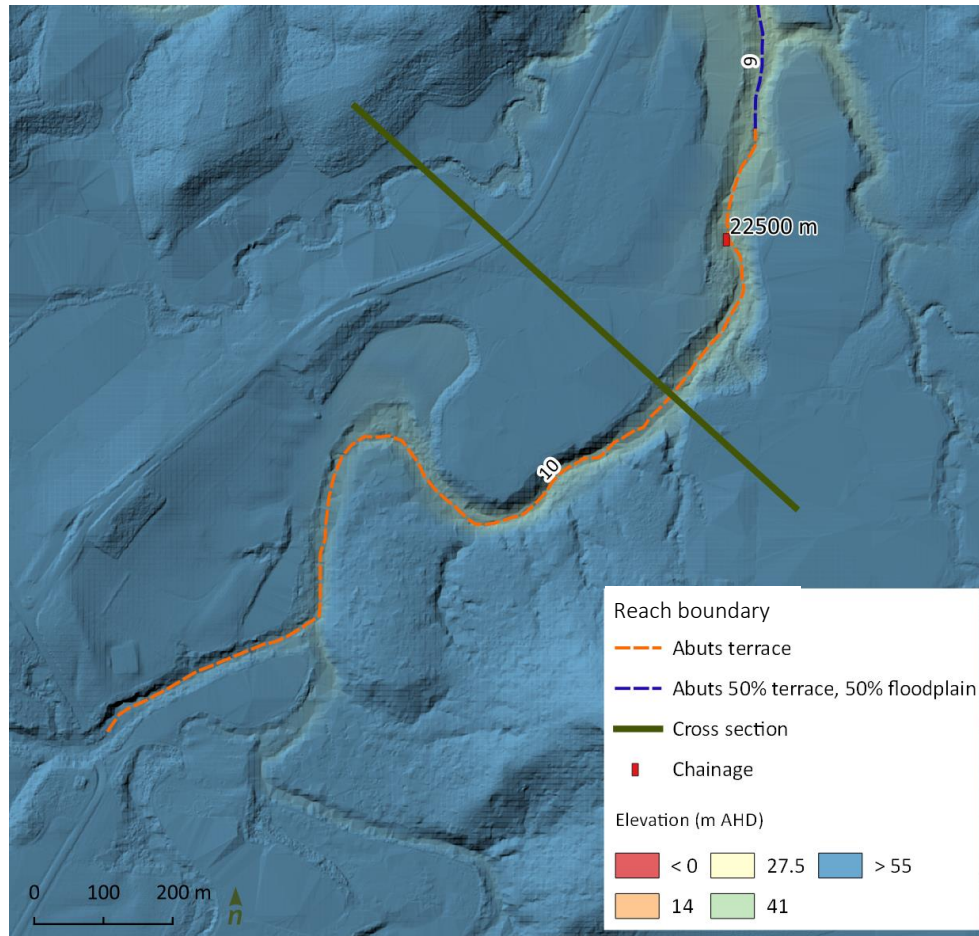 9
22500 m
10
Reach boundary
Abuts terrace
Abuts 50% terrace, 50% floodplain
Cross section
Chainage
Elevation (m AHD)
< 0 27.5 > 55
14 41
0 100 200 m
n